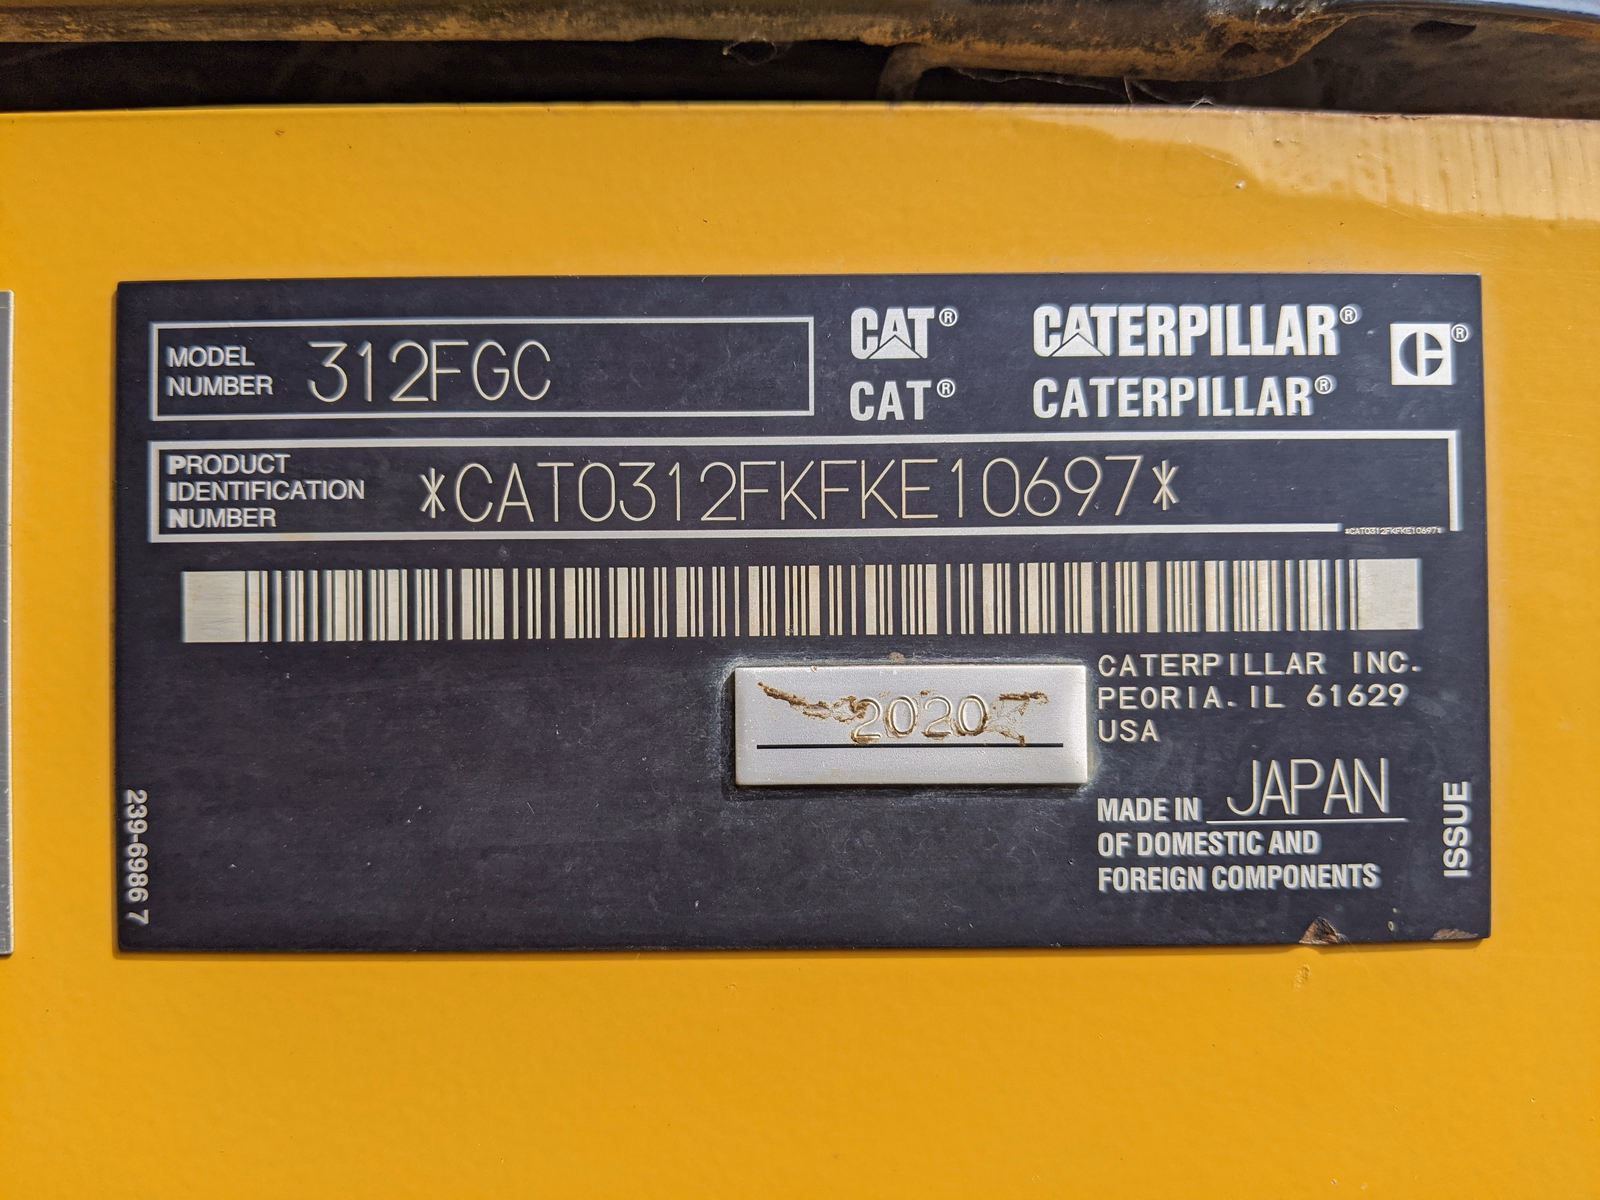 MODEL NUMBER 312FGC
CAT® CATERPILLAR® ®
CAT® CATERPILLAR®
PRODUCT IDENTIFICATION NUMBER *CAT0312FKFKE10697*
*CAT0312FKFKE10697*
2020
CATERPILLAR INC.
PEORIA. IL 61629
USA
MADE IN JAPAN
OF DOMESTIC AND
FOREIGN COMPONENTS
239-6986 7
ISSUE